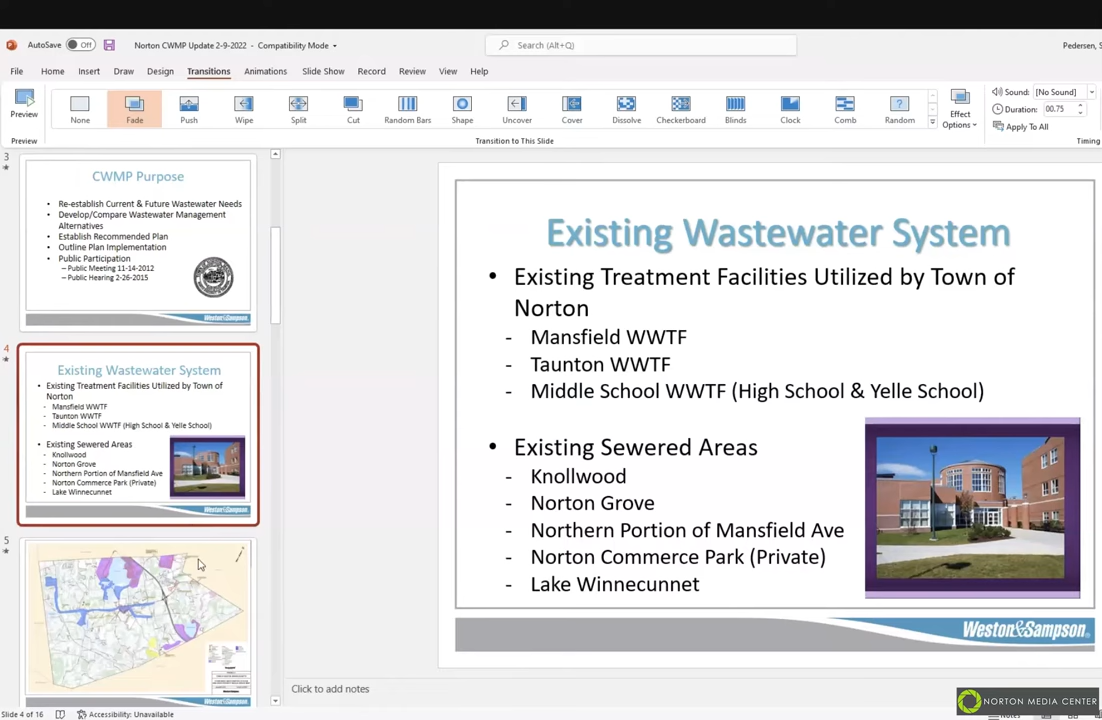 AutoSave Off
Norton CWMP Update 2-9-2022 - Compatibility Mode
Search (Alt+Q)
Pedersen, S
File Home Insert Draw Design Transitions Animations Slide Show Record Review View Help
Preview
None Fade Push Wipe Split Cut Random Bars Shape Uncover Cover Dissolve Checkerboard Blinds Clock Comb Random
Effect
Options
Sound: [No Sound]
Duration: 00.75
Apply To All
Preview
Transition to This Slide
Timing
3
CWMP Purpose
• Re-establish Current & Future Wastewater Needs
• Develop/Compare Wastewater Management
Alternatives
• Establish Recommended Plan
• Outline Plan Implementation
• Public Participation
– Public Meeting 11-14-2012
– Public Hearing 2-26-2015
Weston&Sampson
4
Existing Wastewater System
• Existing Treatment Facilities Utilized by Town of
Norton
- Mansfield WWTF
- Taunton WWTF
- Middle School WWTF (High School & Yelle School)
• Existing Sewered Areas
- Knollwood
- Norton Grove
- Northern Portion of Mansfield Ave
- Norton Commerce Park (Private)
- Lake Winnecunnet
Weston&Sampson
5
Weston&Sampson
Existing Wastewater System
• Existing Treatment Facilities Utilized by Town of
Norton
- Mansfield WWTF
- Taunton WWTF
- Middle School WWTF (High School & Yelle School)
• Existing Sewered Areas
- Knollwood
- Norton Grove
- Northern Portion of Mansfield Ave
- Norton Commerce Park (Private)
- Lake Winnecunnet
Weston&Sampson®
Click to add notes
NORTON MEDIA CENTER
Slide 4 of 16
Accessibility: Unavailable
Notes